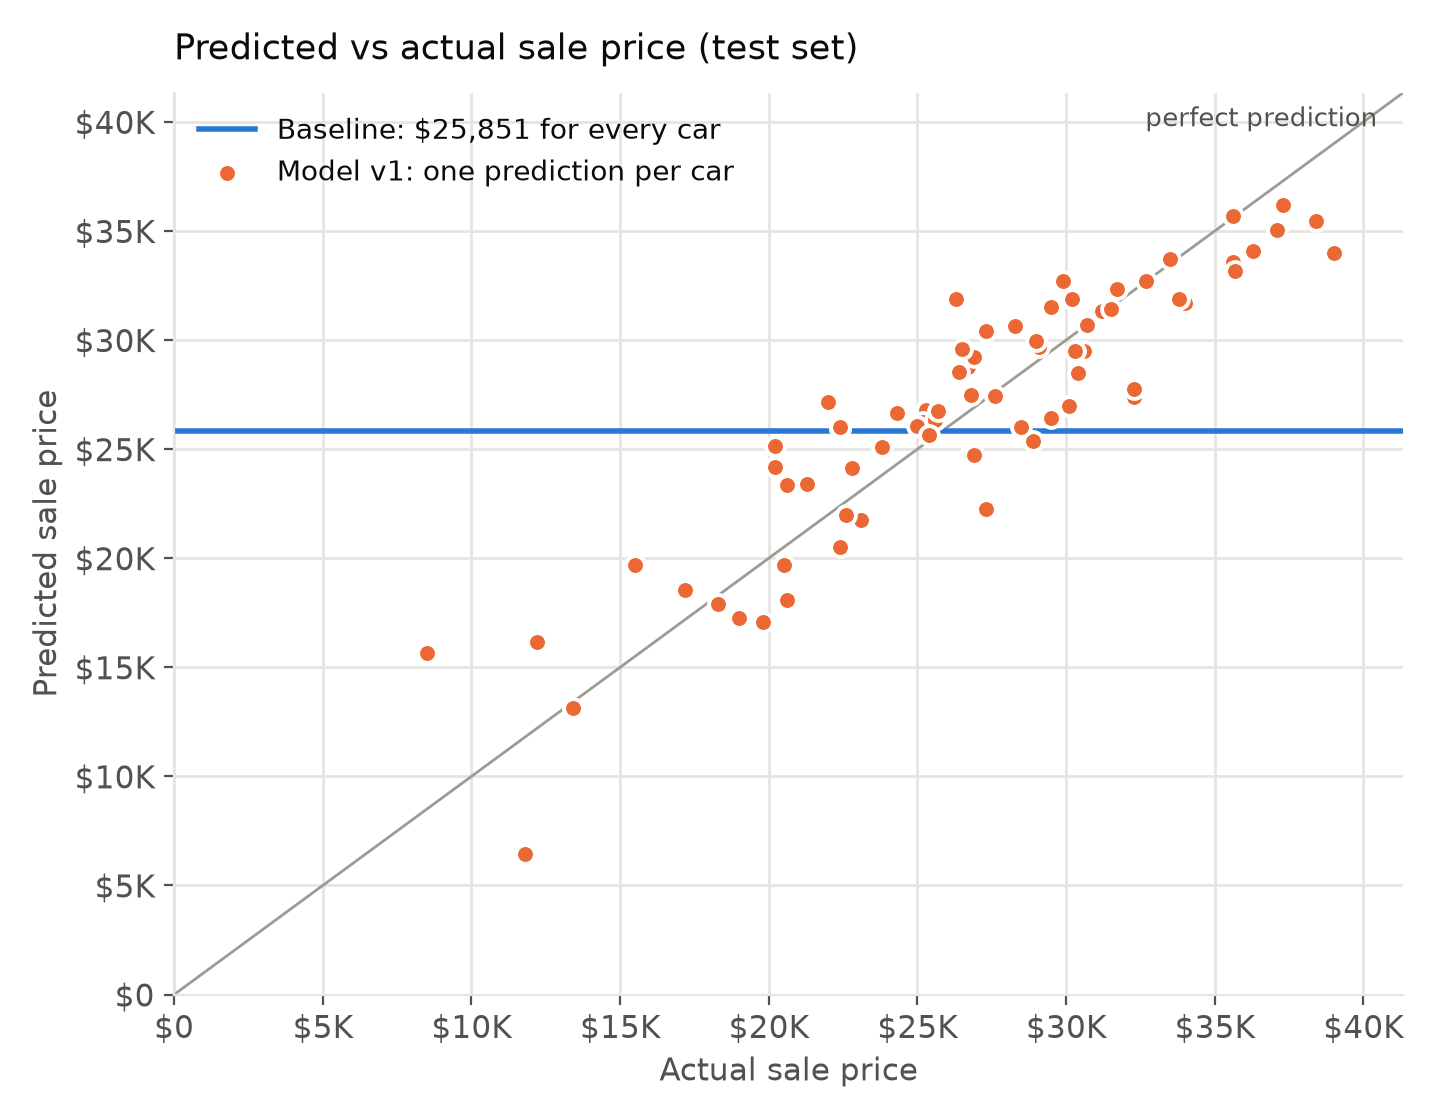 Predicted vs actual sale price (test set)
Baseline: $25,851 for every car
Model v1: one prediction per car
perfect prediction
Predicted sale price
$40K
$35K
$30K
$25K
$20K
$15K
$10K
$5K
$0
$0 $5K $10K $15K $20K $25K $30K $35K $40K
Actual sale price